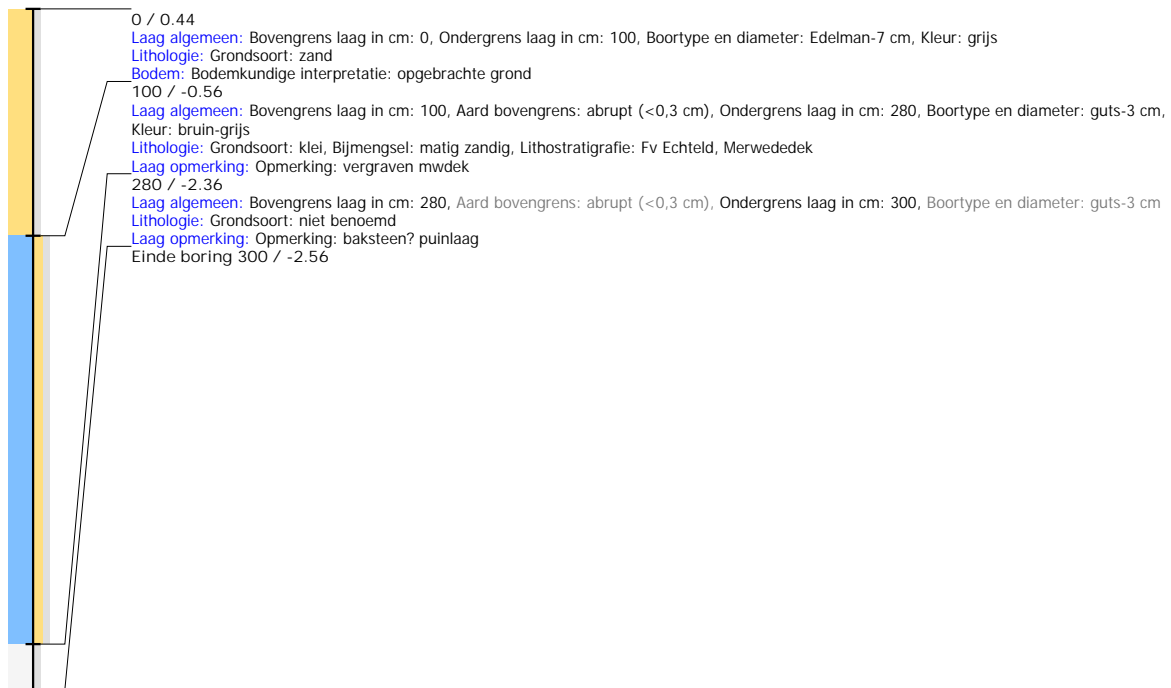 0 / 0.44
Laag algemeen: Bovengrens laag in cm: 0, Ondergrens laag in cm: 100, Boortype en diameter: Edelman-7 cm, Kleur: grijs
Lithologie: Grondsoort: zand
Bodem: Bodemkundige interpretatie: opgebrachte grond
100 / -0.56
Laag algemeen: Bovengrens laag in cm: 100, Aard bovengrens: abrupt (<0,3 cm), Ondergrens laag in cm: 280, Boortype en diameter: guts-3 cm,
Kleur: bruin-grijs
Lithologie: Grondsoort: klei, Bijmengsel: matig zandig, Lithostratigrafie: Fv Echteld, Merwededek
Laag opmerking: Opmerking: vergraven mwdek
280 / -2.36
Laag algemeen: Bovengrens laag in cm: 280, Aard bovengrens: abrupt (<0,3 cm), Ondergrens laag in cm: 300, Boortype en diameter: guts-3 cm
Lithologie: Grondsoort: niet benoemd
Laag opmerking: Opmerking: baksteen? puinlaag
Einde boring 300 / -2.56